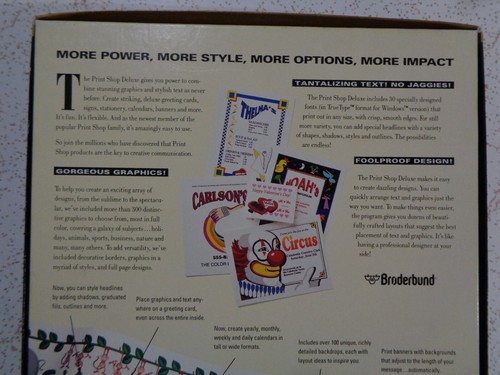 MORE POWER, MORE STYLE, MORE OPTIONS, MORE IMPACT
The Print Shop Deluxe gives you power to com-
bine stunning graphics and stylish text as never
before. Create striking, deluxe greeting cards,
signs, stationery, calendars, banners and more.
It's fun. It's flexible. And as the newest member of the
popular Print Shop family, it's amazingly easy to use.
So join the millions who have discovered that Print
Shop products are the key to creative communication.
GORGEOUS GRAPHICS!
To help you create an exciting array of
designs, from the sublime to the spectacu-
lar, we've included more than 300 distinc-
tive graphics to choose from, most in full
color, covering a galaxy of subjects... holi-
days, animals, sports, business, nature and
many, many others. To add versatility, we've
included decorative borders, graphics in a
myriad of styles, and full page designs.
TANTALIZING TEXT! NO JAGGIES!
The Print Shop Deluxe includes 30 specially designed
fonts (in TrueType™ format for Windows™ version) that
print out in any size, with crisp, smooth edges. For still
more variety, you can add special headlines with a variety
of shapes, shadows, styles and outlines. The possibilities
are endless!
FOOLPROOF DESIGN!
The Print Shop Deluxe makes it easy
to create dazzling designs. You can
quickly arrange text and graphics just the
way you want. To make things even easier,
the program gives you dozens of beauti-
fully crafted layouts that suggest the best
placement of text and graphics. It's like
having a professional designer at your
side!
THELMA'S
CARLSON'S
555-
THE COLOR
Happy Valentine's Day!
NOAH'S
Circus
Brøderbund
Now, you can style headlines
by adding shadows, graduated
fills, outlines and more.
Place graphics and text any-
where on a greeting card,
even across the entire inside.
Now, create yearly, monthly,
weekly and daily calendars in
tall or wide formats.
Includes over 100 unique, richly
detailed backdrops, each with
layout ideas to inspire you.
Print banners with backgrounds
that adjust to the length of your
message... automatically.